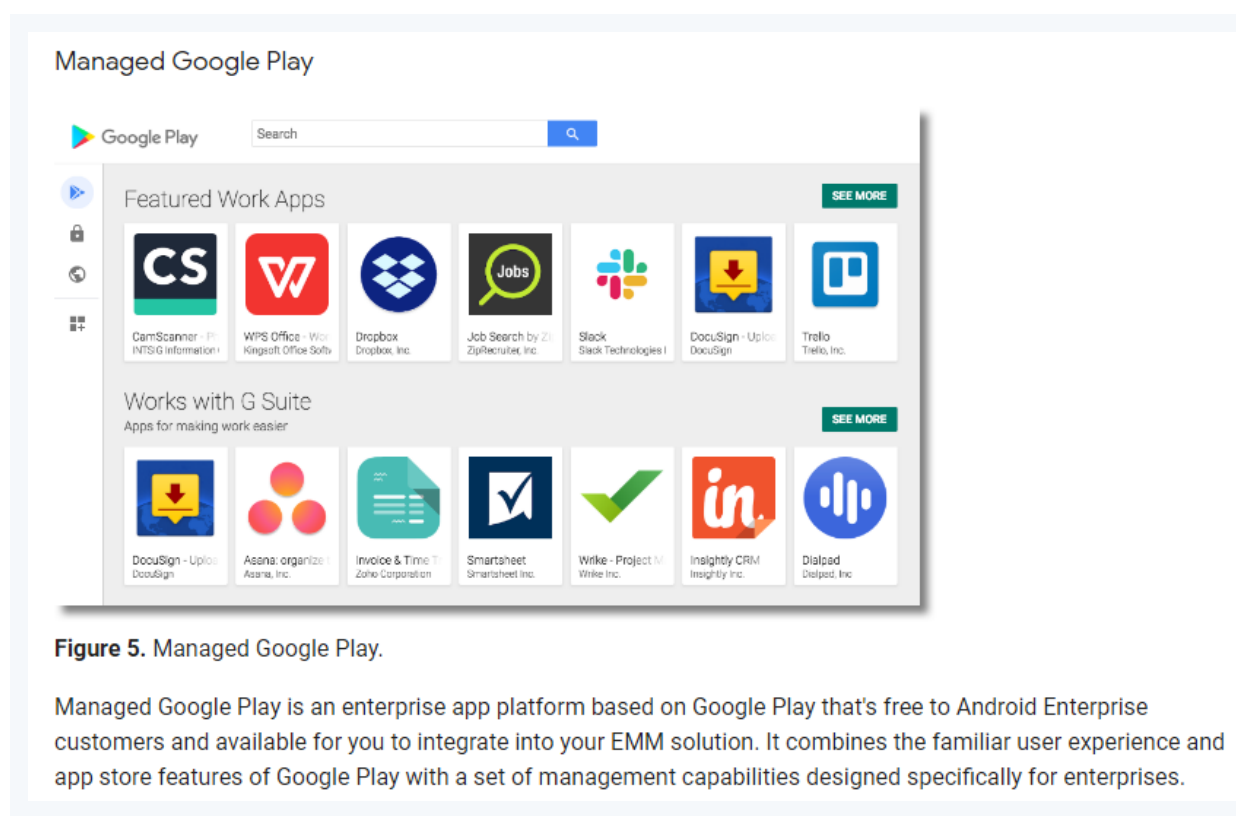 Managed Google Play
Google Play
Search
Featured Work Apps
SEE MORE
CS
W
Jobs
CamScanner - P
INTSIG Information
WPS Office - Wor
Kingsoft Office Softw
Dropbox
Dropbox, Inc.
Job Search by Zi
ZipRecruiter, Inc.
Slack
Slack Technologies I
DocuSign - Uploa
DocuSign
Trello
Trello, Inc.
Works with G Suite
Apps for making work easier
SEE MORE
in.
DocuSign - Uploa
DocuSign
Asana: organize
Asana, Inc.
Invoice & Time T
Zoho Corporation
Smartsheet
Smartsheet Inc.
Wrike - Project M
Wrike Inc.
Insightly CRM
Insightly Inc.
Dialpad
Dialpad, Inc
Figure 5. Managed Google Play.
Managed Google Play is an enterprise app platform based on Google Play that's free to Android Enterprise
customers and available for you to integrate into your EMM solution. It combines the familiar user experience and
app store features of Google Play with a set of management capabilities designed specifically for enterprises.